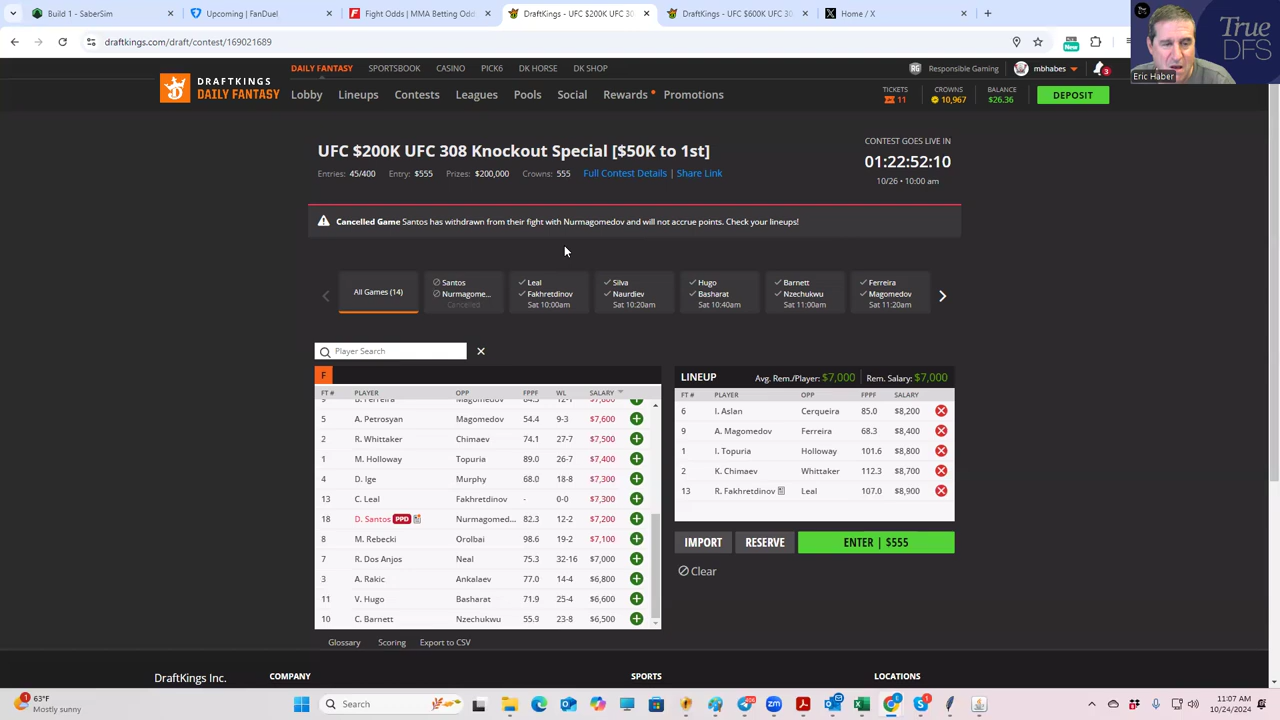 Build 1 - SaberSim
Upcoming | FanDuel
Fight Odds | MMA Betting Odd
DraftKings - UFC $200K UFC 30
DraftKings - UFC $600K UFC 30
Home / X
draftkings.com/draft/contest/169021689
New
True
DFS
Eric Haber
DRAFTKINGS
DAILY FANTASY
DAILY FANTASY SPORTSBOOK CASINO PICK6 DK HORSE DK SHOP
RG Responsible Gaming mbhabes 3
Lobby Lineups Contests Leagues Pools Social Rewards Promotions
TICKETS CROWNS BALANCE
11 10,967 $26.36
DEPOSIT
UFC $200K UFC 308 Knockout Special [$50K to 1st]
Entries: 45/400 Entry: $555 Prizes: $200,000 Crowns: 555 Full Contest Details | Share Link
CONTEST GOES LIVE IN
01:22:52:10
10/26 • 10:00 am
Cancelled Game Santos has withdrawn from their fight with Nurmagomedov and will not accrue points. Check your lineups!
All Games (14)
Santos
Nurmagome...
Cancelled
Leal
Fakhretdinov
Sat 10:00am
Silva
Naurdiev
Sat 10:20am
Hugo
Basharat
Sat 10:40am
Barnett
Nzechukwu
Sat 11:00am
Ferreira
Magomedov
Sat 11:20am
Player Search
F
FT # PLAYER OPP FPPF WL SALARY
9 B. Ferreira Magomedov 64.3 12-1 $7,800
5 A. Petrosyan Magomedov 54.4 9-3 $7,600
2 R. Whittaker Chimaev 74.1 27-7 $7,500
1 M. Holloway Topuria 89.0 26-7 $7,400
4 D. Ige Murphy 68.0 18-8 $7,300
13 C. Leal Fakhretdinov - 0-0 $7,300
18 D. Santos PPD Nurmagomed... 82.3 12-2 $7,200
8 M. Rebecki Orolbai 98.6 19-2 $7,100
7 R. Dos Anjos Neal 75.3 32-16 $7,000
3 A. Rakic Ankalaev 77.0 14-4 $6,800
11 V. Hugo Basharat 71.9 25-4 $6,600
10 C. Barnett Nzechukwu 55.9 23-8 $6,500
Glossary Scoring Export to CSV
LINEUP Avg. Rem./Player: $7,000 Rem. Salary: $7,000
FT # PLAYER OPP FPPF SALARY
6 I. Aslan Cerqueira 85.0 $8,200
9 A. Magomedov Ferreira 68.3 $8,400
1 I. Topuria Holloway 101.6 $8,800
2 K. Chimaev Whittaker 112.3 $8,700
13 R. Fakhretdinov Leal 107.0 $8,900
IMPORT RESERVE ENTER | $555
Clear
DraftKings Inc. COMPANY SPORTS LOCATIONS
63°F
Mostly sunny
Search
11:07 AM
10/24/2024